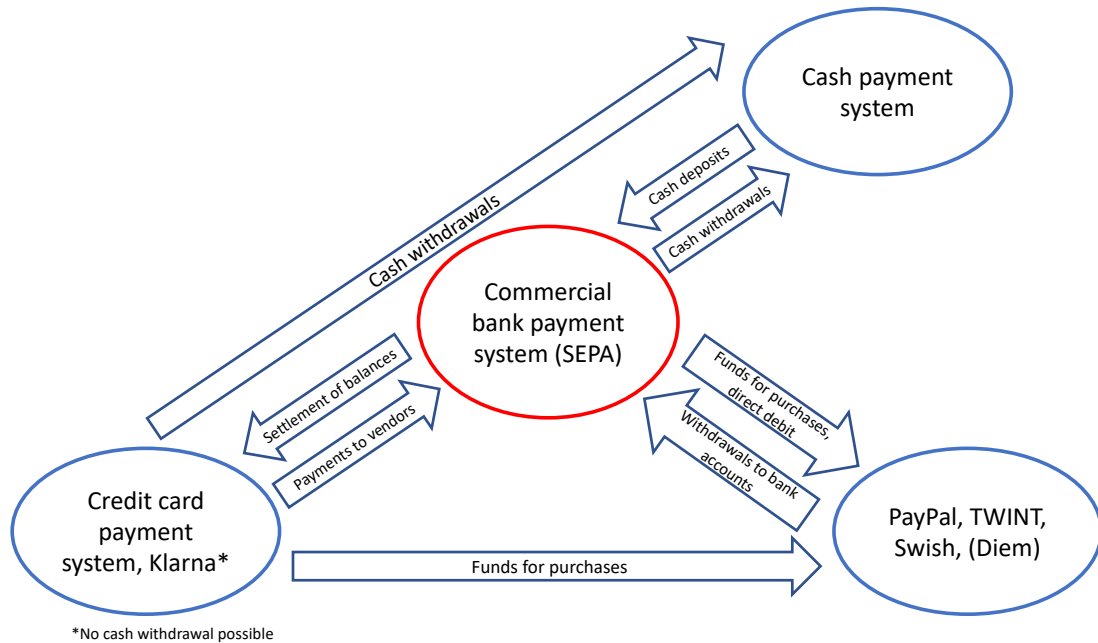 Cash payment
system
Cash deposits
Cash withdrawals
Cash withdrawals
Commercial
bank payment
system (SEPA)
Settlement of balances
Payments to vendors
Funds for purchases,
direct debit
Withdrawals to bank
accounts
Credit card
payment
system, Klarna*
PayPal, TWINT,
Swish, (Diem)
Funds for purchases
*No cash withdrawal possible